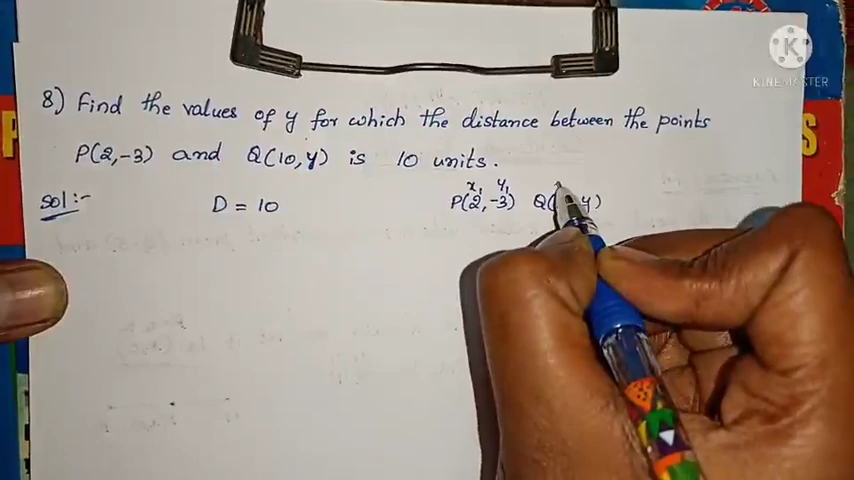 KINEMASTER
8) Find the values of y for which the distance between the points
P(2,-3) and Q(10,y) is 10 units.
x₁ y₁
Sol:- D = 10 P(2,-3) Q( y)